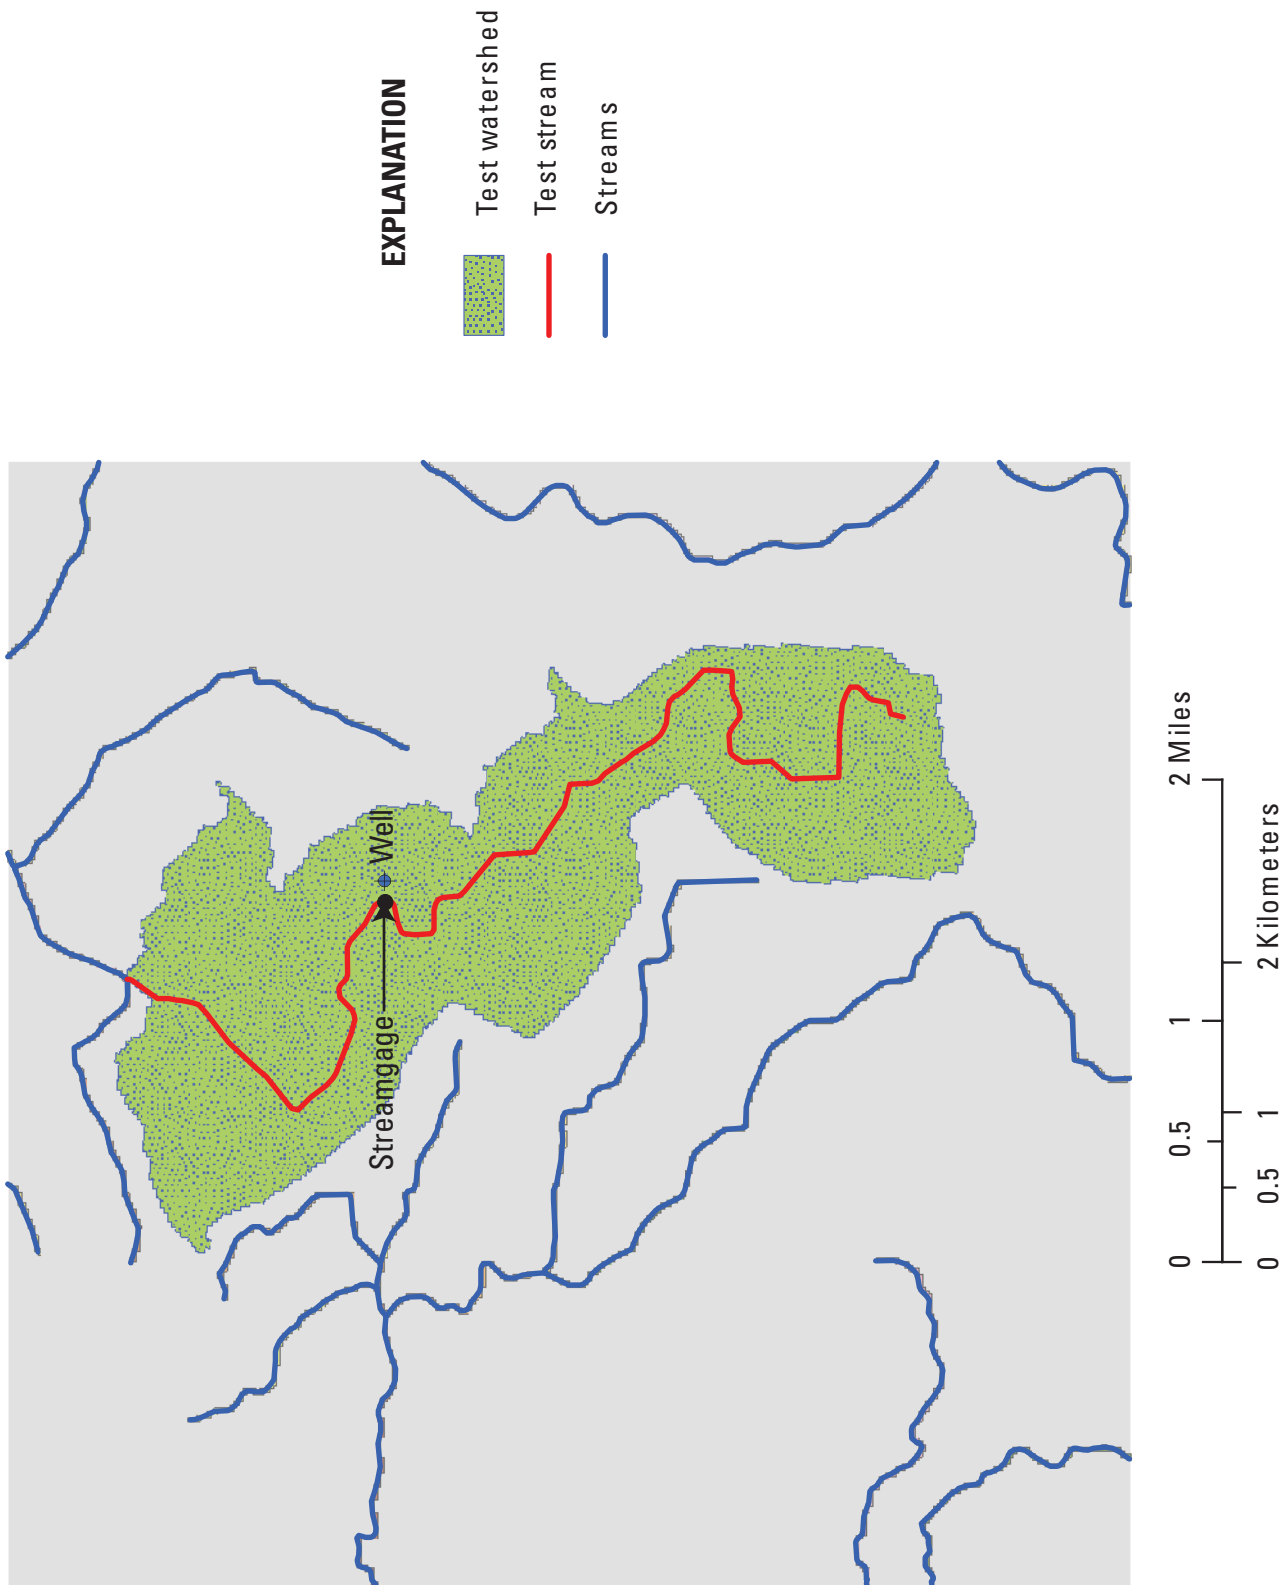 EXPLANATION
Test watershed
Test stream
Streams
Well
Streamgage
0 0.5 1 2 Miles
0 0.5 1 2 Kilometers